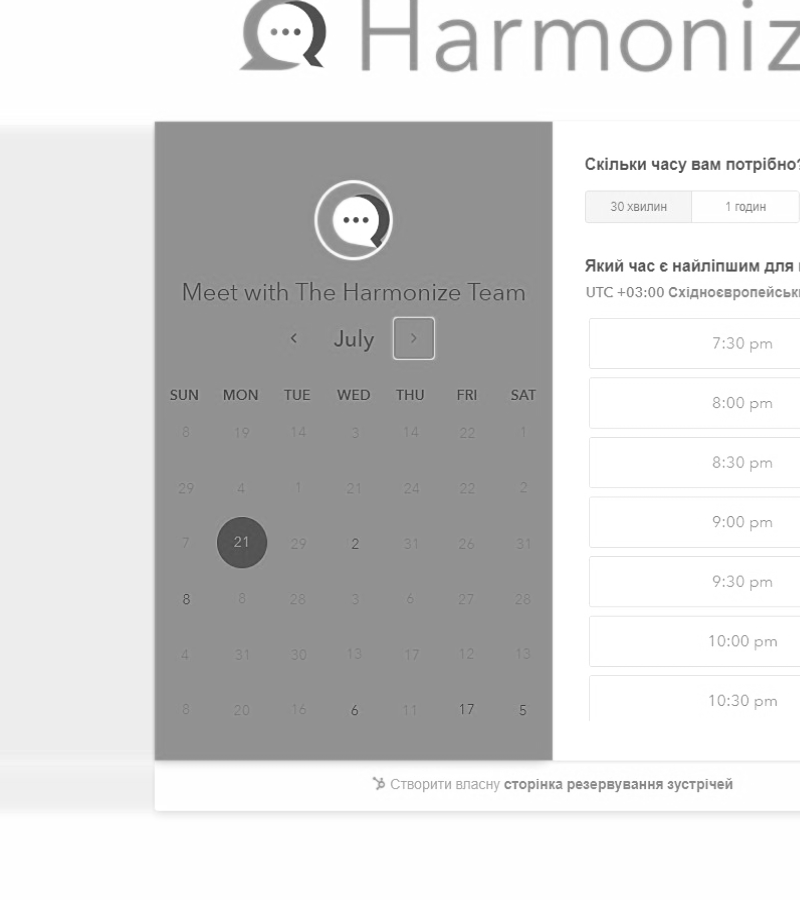 Harmoniz
Meet with The Harmonize Team
July
SUN MON TUE WED THU FRI SAT
8 19 14 3 14 22 1
29 4 1 21 24 22 2
7 21 29 2 31 26 31
8 8 28 3 6 27 28
4 31 30 13 17 12 13
8 20 16 6 11 17 5
Скільки часу вам потрібно?
30 хвилин 1 годин
Який час є найліпшим для
UTC +03:00 Східноєвропейськ
7:30 pm
8:00 pm
8:30 pm
9:00 pm
9:30 pm
10:00 pm
10:30 pm
Створити власну сторінка резервування зустрічей